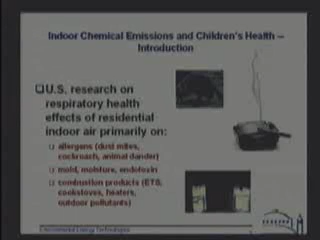 Indoor Chemical Emissions and Children's Health –
Introduction
U.S. research on
respiratory health
effects of residential
indoor air primarily on:
allergens (dust mites,
cockroach, animal dander)
mold, moisture, endotoxin
combustion products (ETS,
cookstoves, heaters,
outdoor pollutants)
Environmental Energy Technologies